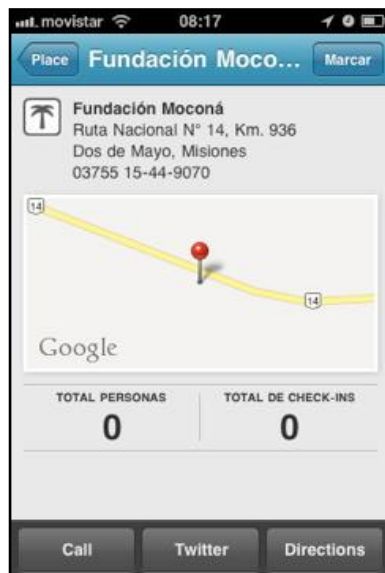 movistar 08:17
Place Fundación Moco... Marcar
Fundación Moconá
Ruta Nacional N° 14, Km. 936
Dos de Mayo, Misiones
03755 15-44-9070
14
14
Google
TOTAL PERSONAS TOTAL DE CHECK-INS
0 0
Call Twitter Directions